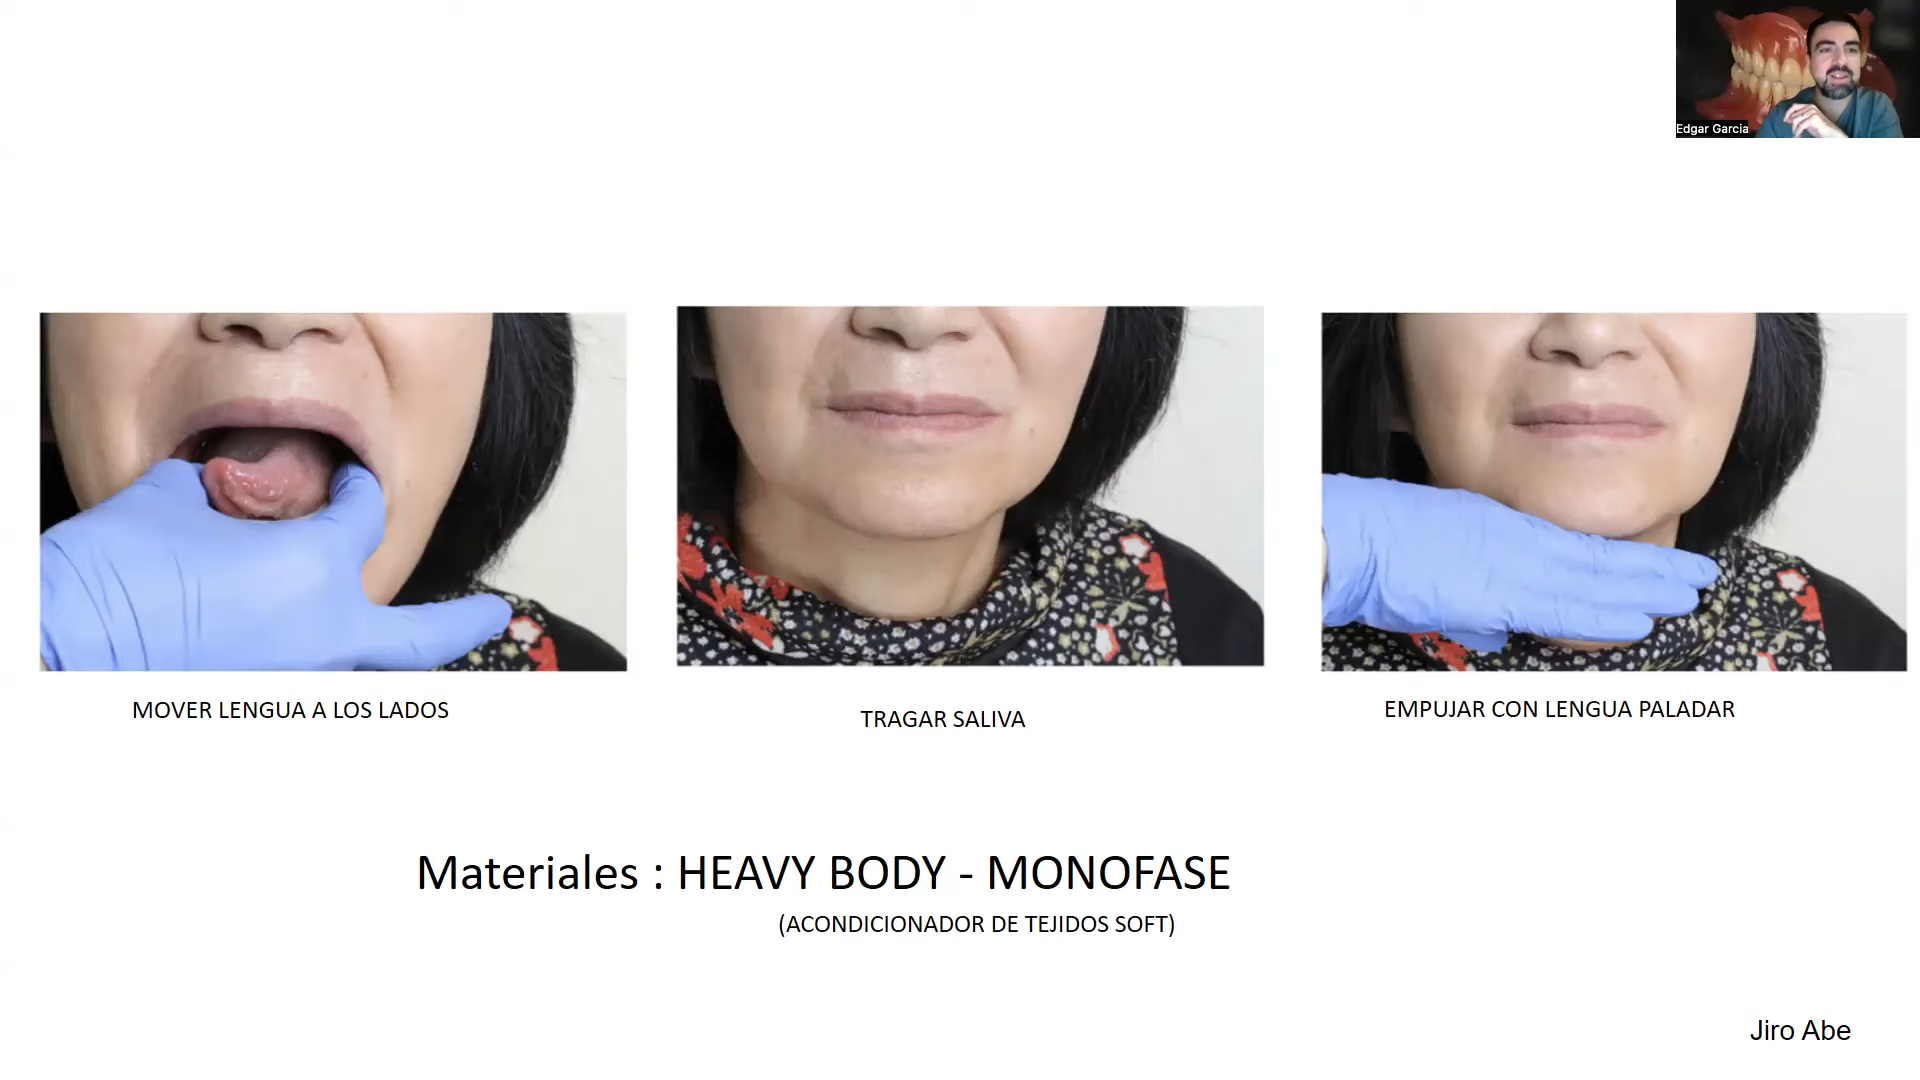 Edgar Garcia
MOVER LENGUA A LOS LADOS
TRAGAR SALIVA
EMPUJAR CON LENGUA PALADAR
Materiales : HEAVY BODY - MONOFASE
(ACONDICIONADOR DE TEJIDOS SOFT)
Jiro Abe